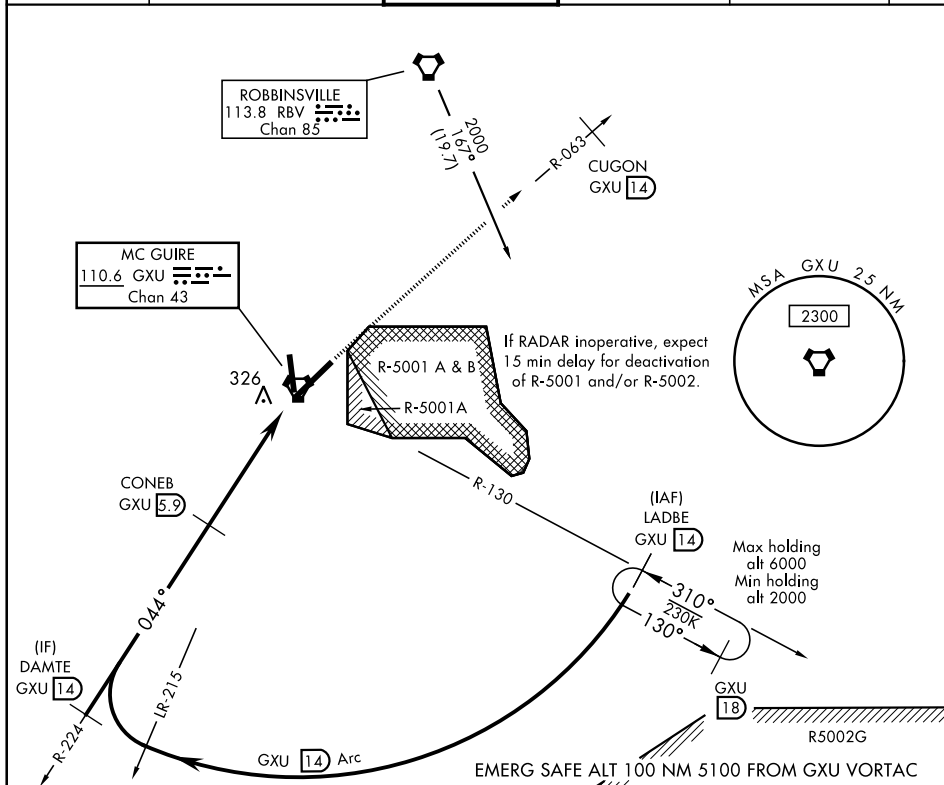 ROBBINSVILLE
113.8 RBV
Chan 85
2000
167°
(19.7)
R-063
CUGON
GXU 14
MC GUIRE
110.6 GXU
Chan 43
MSA GXU 25 NM
2300
If RADAR inoperative, expect
15 min delay for deactivation
of R-5001 and/or R-5002.
R-5001 A & B
R-5001A
326
R-130
CONEB
GXU 5.9
(IAF)
LADBE
GXU 14
Max holding
alt 6000
Min holding
alt 2000
310°
230K
130°
044°
(IF)
DAMTE
GXU 14
LR-215
R-224
GXU
18
R5002G
GXU 14 Arc
EMERG SAFE ALT 100 NM 5100 FROM GXU VORTAC